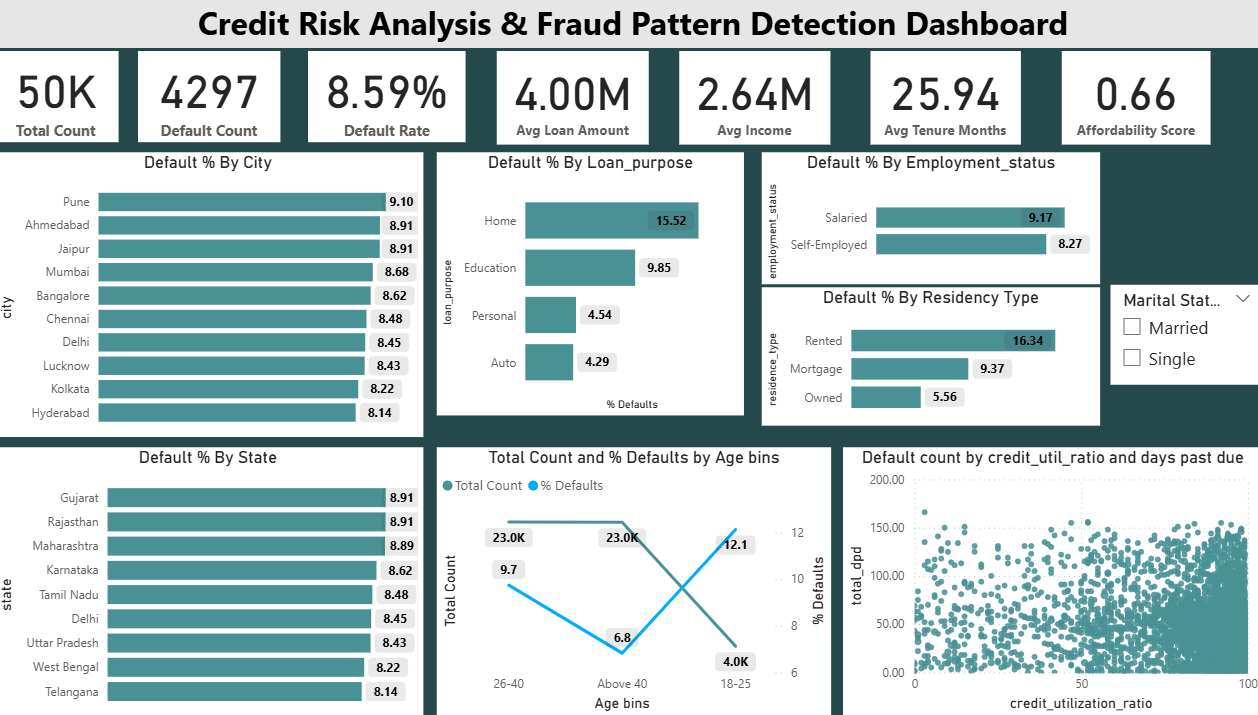 Credit Risk Analysis & Fraud Pattern Detection Dashboard
50K
Total Count
4297
Default Count
8.59%
Default Rate
4.00M
Avg Loan Amount
2.64M
Avg Income
25.94
Avg Tenure Months
0.66
Affordability Score
Default % By City
city
Pune 9.10
Ahmedabad 8.91
Jaipur 8.91
Mumbai 8.68
Bangalore 8.62
Chennai 8.48
Delhi 8.45
Lucknow 8.43
Kolkata 8.22
Hyderabad 8.14
Default % By Loan_purpose
loan_purpose
Home 15.52
Education 9.85
Personal 4.54
Auto 4.29
% Defaults
Default % By Employment_status
employment_status
Salaried 9.17
Self-Employed 8.27
Default % By Residency Type
residence_type
Rented 16.34
Mortgage 9.37
Owned 5.56
Marital Stat...
Married
Single
Default % By State
state
Gujarat 8.91
Rajasthan 8.91
Maharashtra 8.89
Karnataka 8.62
Tamil Nadu 8.48
Delhi 8.45
Uttar Pradesh 8.43
West Bengal 8.22
Telangana 8.14
Total Count and % Defaults by Age bins
Total Count % Defaults
Total Count
23.0K 23.0K 4.0K
9.7 6.8 12.1
12
10
8
6
% Defaults
26-40 Above 40 18-25
Age bins
Default count by credit_util_ratio and days past due
total_dpd
200.00
150.00
100.00
50.00
0.00
0 50 100
credit_utilization_ratio